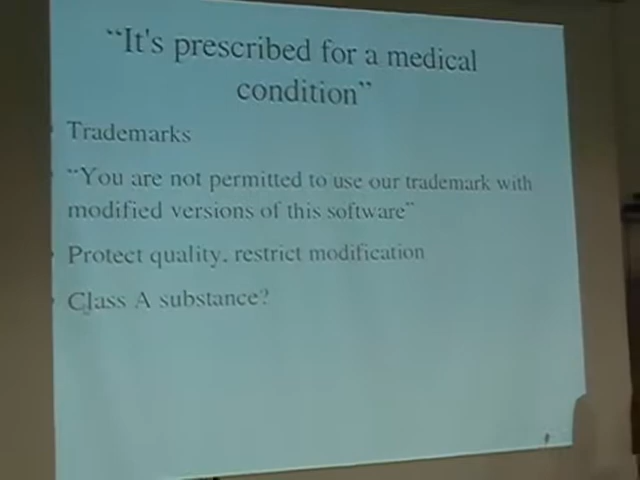 “It's prescribed for a medical
condition”
Trademarks
“You are not permitted to use our trademark with
modified versions of this software”
Protect quality, restrict modification
Class A substance?